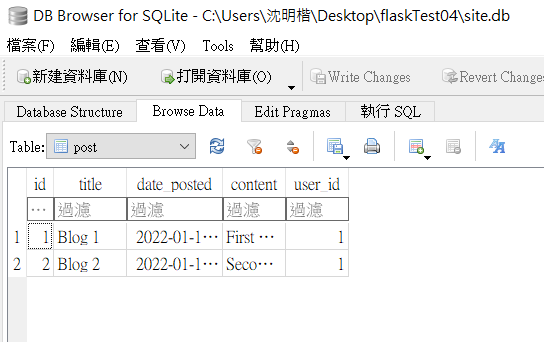 DB Browser for SQLite - C:\Users\沈明楷\Desktop\flaskTest04\site.db
檔案(F) 編輯(E) 查看(V) Tools 幫助(H)
新建資料庫(N) 打開資料庫(O) Write Changes Revert Changes
Database Structure Browse Data Edit Pragmas 執行 SQL
Table: post
id title date_posted content user_id
… 過濾 過濾 過濾 過濾
1 1 Blog 1 2022-01-1… First … 1
2 2 Blog 2 2022-01-1… Seco… 1